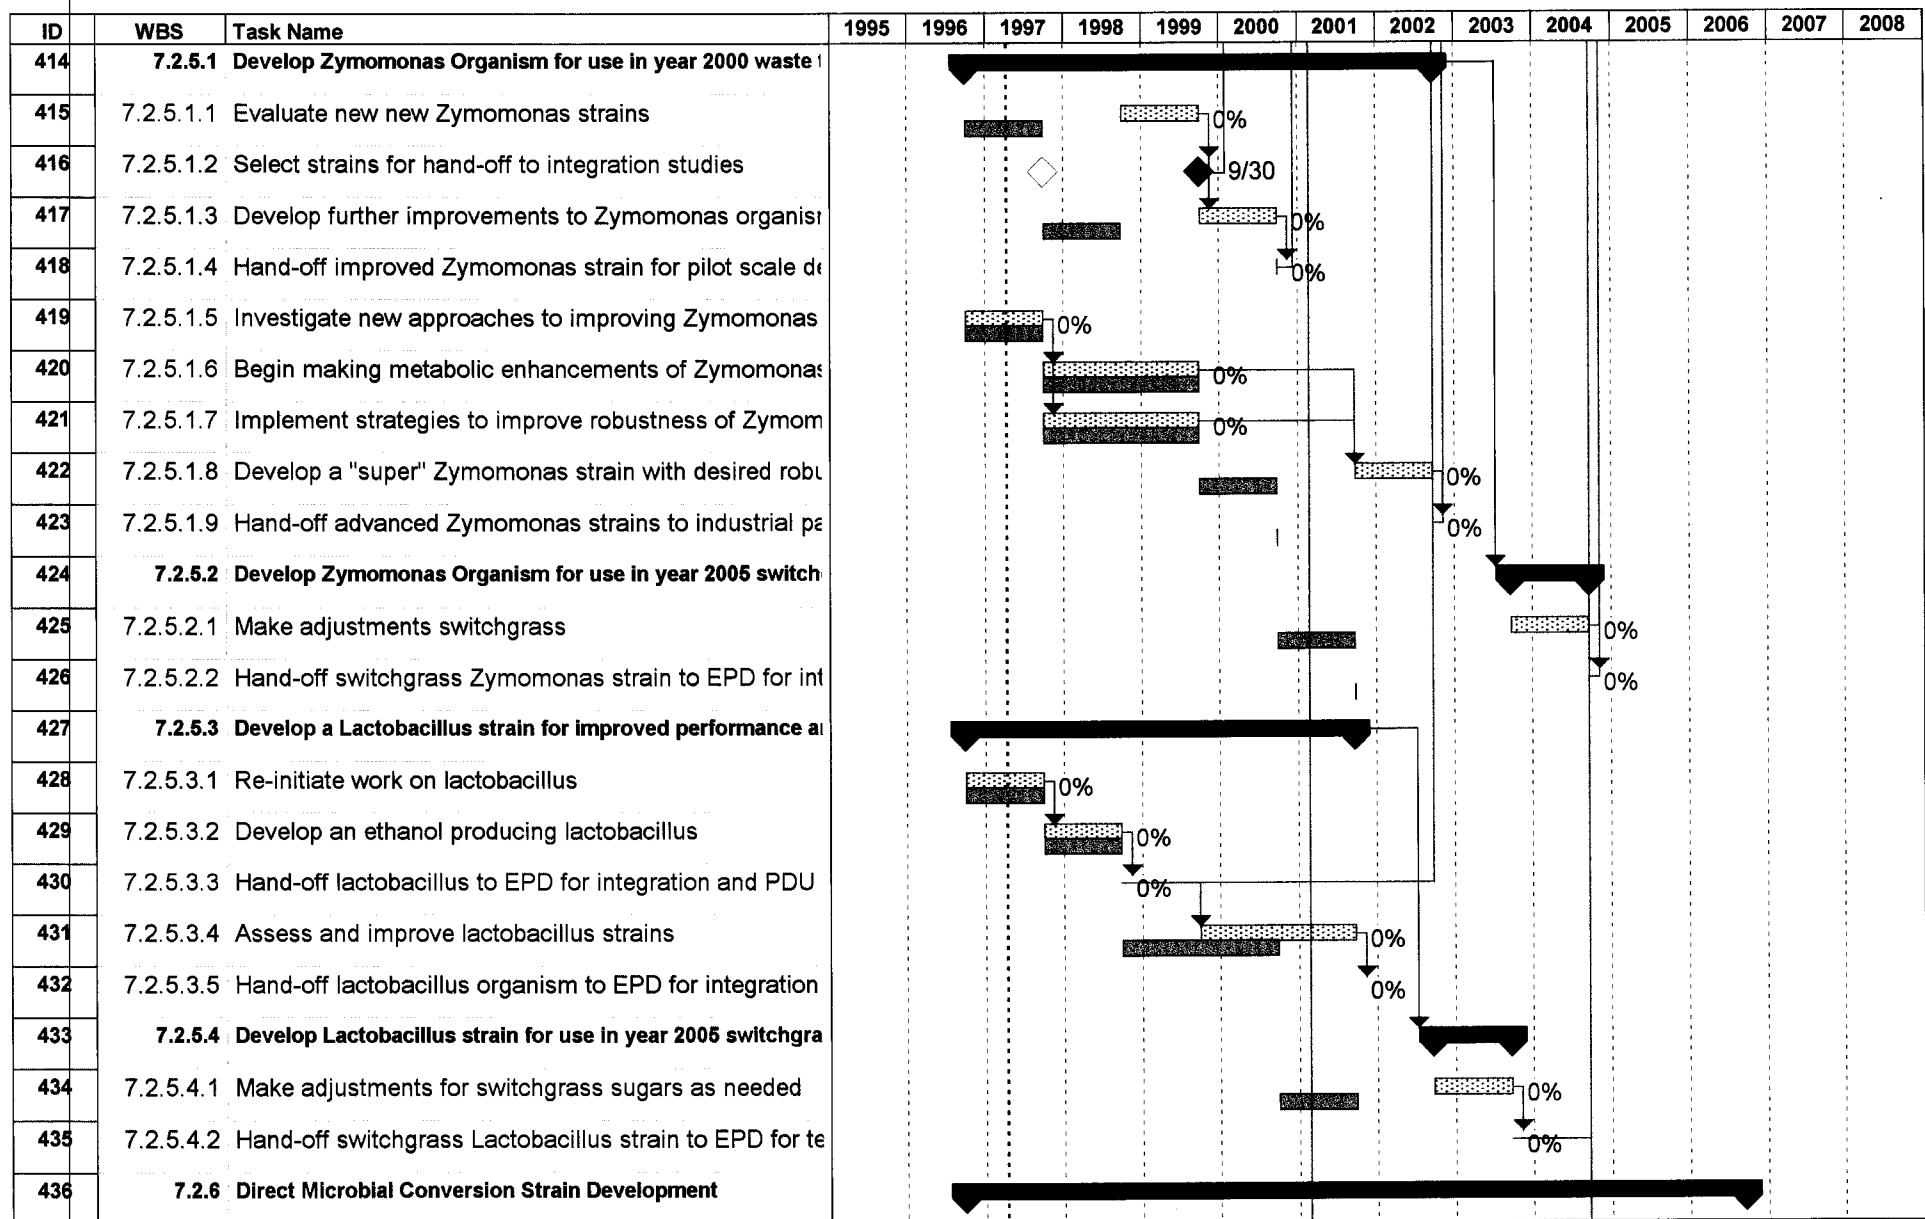 ID WBS Task Name 1995 1996 1997 1998 1999 2000 2001 2002 2003 2004 2005 2006 2007 2008
414 7.2.5.1 Develop Zymomonas Organism for use in year 2000 waste
415 7.2.5.1.1 Evaluate new new Zymomonas strains 0%
416 7.2.5.1.2 Select strains for hand-off to integration studies 9/30
417 7.2.5.1.3 Develop further improvements to Zymomonas organisr 0%
418 7.2.5.1.4 Hand-off improved Zymomonas strain for pilot scale de 0%
419 7.2.5.1.5 Investigate new approaches to improving Zymomonas 0%
420 7.2.5.1.6 Begin making metabolic enhancements of Zymomonas 0%
421 7.2.5.1.7 Implement strategies to improve robustness of Zymom 0%
422 7.2.5.1.8 Develop a "super" Zymomonas strain with desired robu 0%
423 7.2.5.1.9 Hand-off advanced Zymomonas strains to industrial pa 0%
424 7.2.5.2 Develop Zymomonas Organism for use in year 2005 switch
425 7.2.5.2.1 Make adjustments switchgrass 0%
426 7.2.5.2.2 Hand-off switchgrass Zymomonas strain to EPD for int 0%
427 7.2.5.3 Develop a Lactobacillus strain for improved performance a
428 7.2.5.3.1 Re-initiate work on lactobacillus 0%
429 7.2.5.3.2 Develop an ethanol producing lactobacillus 0%
430 7.2.5.3.3 Hand-off lactobacillus to EPD for integration and PDU 0%
431 7.2.5.3.4 Assess and improve lactobacillus strains 0%
432 7.2.5.3.5 Hand-off lactobacillus organism to EPD for integration 0%
433 7.2.5.4 Develop Lactobacillus strain for use in year 2005 switchgra
434 7.2.5.4.1 Make adjustments for switchgrass sugars as needed 0%
435 7.2.5.4.2 Hand-off switchgrass Lactobacillus strain to EPD for te 0%
436 7.2.6 Direct Microbial Conversion Strain Development